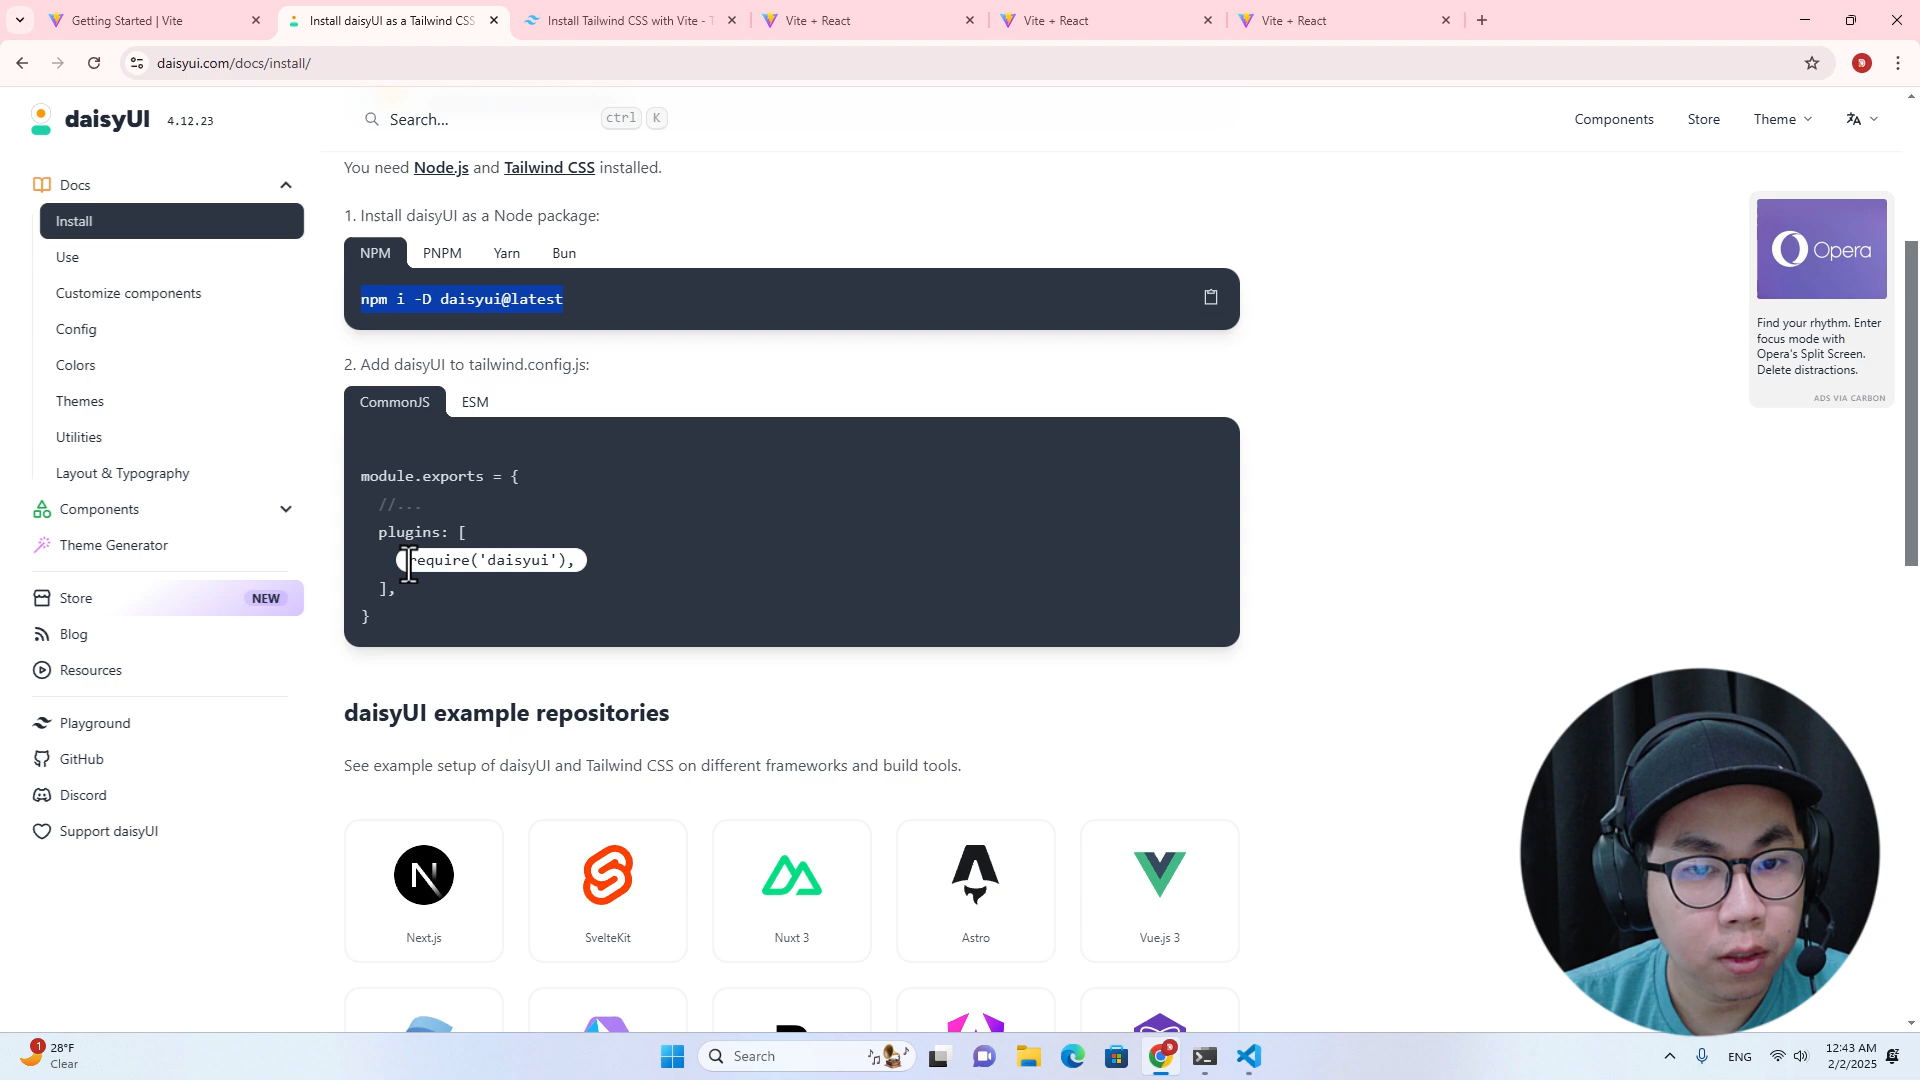 Getting Started | Vite
Install daisyUI as a Tailwind CSS
Install Tailwind CSS with Vite - T
Vite + React
Vite + React
Vite + React
daisyui.com/docs/install/
daisyUI 4.12.23
Search...
ctrl K
Components
Store
Theme
Docs
Install
Use
Customize components
Config
Colors
Themes
Utilities
Layout & Typography
Components
Theme Generator
Store NEW
Blog
Resources
Playground
GitHub
Discord
Support daisyUI
You need Node.js and Tailwind CSS installed.
1. Install daisyUI as a Node package:
NPM PNPM Yarn Bun
npm i -D daisyui@latest
2. Add daisyUI to tailwind.config.js:
CommonJS ESM
module.exports = {
//...
plugins: [
require('daisyui'),
],
}
daisyUI example repositories
See example setup of daisyUI and Tailwind CSS on different frameworks and build tools.
Next.js
SvelteKit
Nuxt 3
Astro
Vue.js 3
Opera
Find your rhythm. Enter
focus mode with
Opera's Split Screen.
Delete distractions.
ADS VIA CARBON
1
28°F
Clear
Search
ENG
12:43 AM
2/2/2025